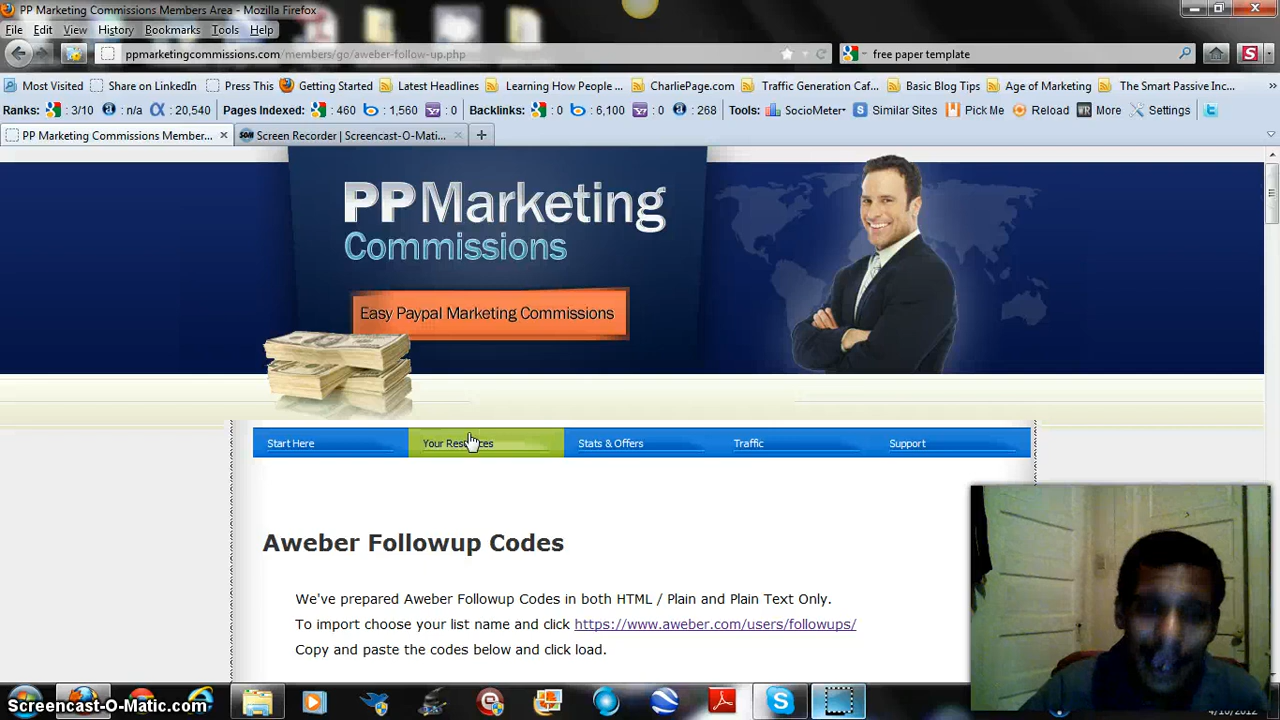 PP Marketing Commissions Members Area - Mozilla Firefox
File Edit View History Bookmarks Tools Help
ppmarketingcommissions.com/members/go/aweber-follow-up.php
free paper template
Most Visited Share on LinkedIn Press This Getting Started Latest Headlines Learning How People ... CharliePage.com Traffic Generation Caf... Basic Blog Tips Age of Marketing The Smart Passive Inc...
Ranks: 3/10 : n/a 20,540 Pages Indexed: : 460 : 1,560 : 0 Backlinks: : 0 : 6,100 : 0 : 268 Tools: SocioMeter Similar Sites Pick Me Reload More Settings
PP Marketing Commissions Member... Screen Recorder | Screencast-O-Mati...
PPMarketing
Commissions
Easy Paypal Marketing Commissions
Start Here Your Resources Stats & Offers Traffic Support
Aweber Followup Codes
We've prepared Aweber Followup Codes in both HTML / Plain and Plain Text Only.
To import choose your list name and click https://www.aweber.com/users/followups/
Copy and paste the codes below and click load.
Screencast-O-Matic.com